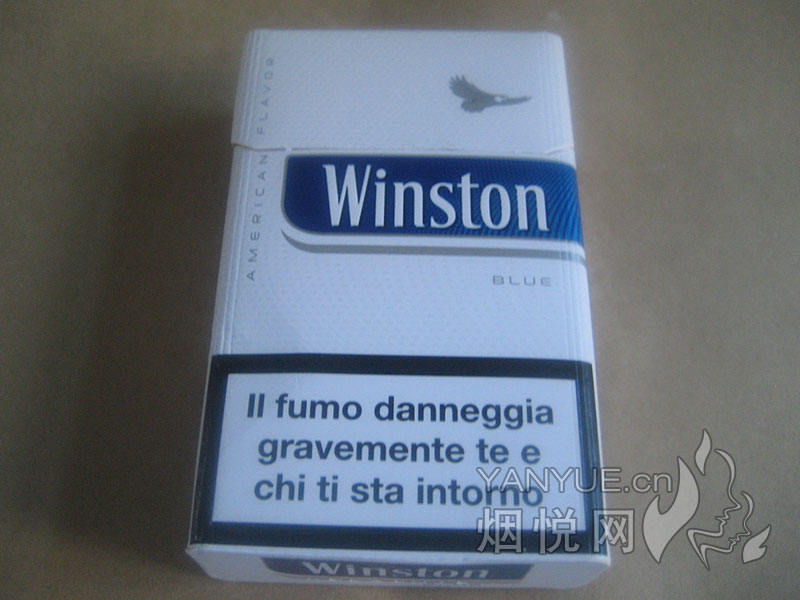 AMERICAN FLAVOR
Winston
BLUE
Il fumo danneggia
gravemente te e
chi ti sta intorno
YANYUE.cn
烟悦网
Winston